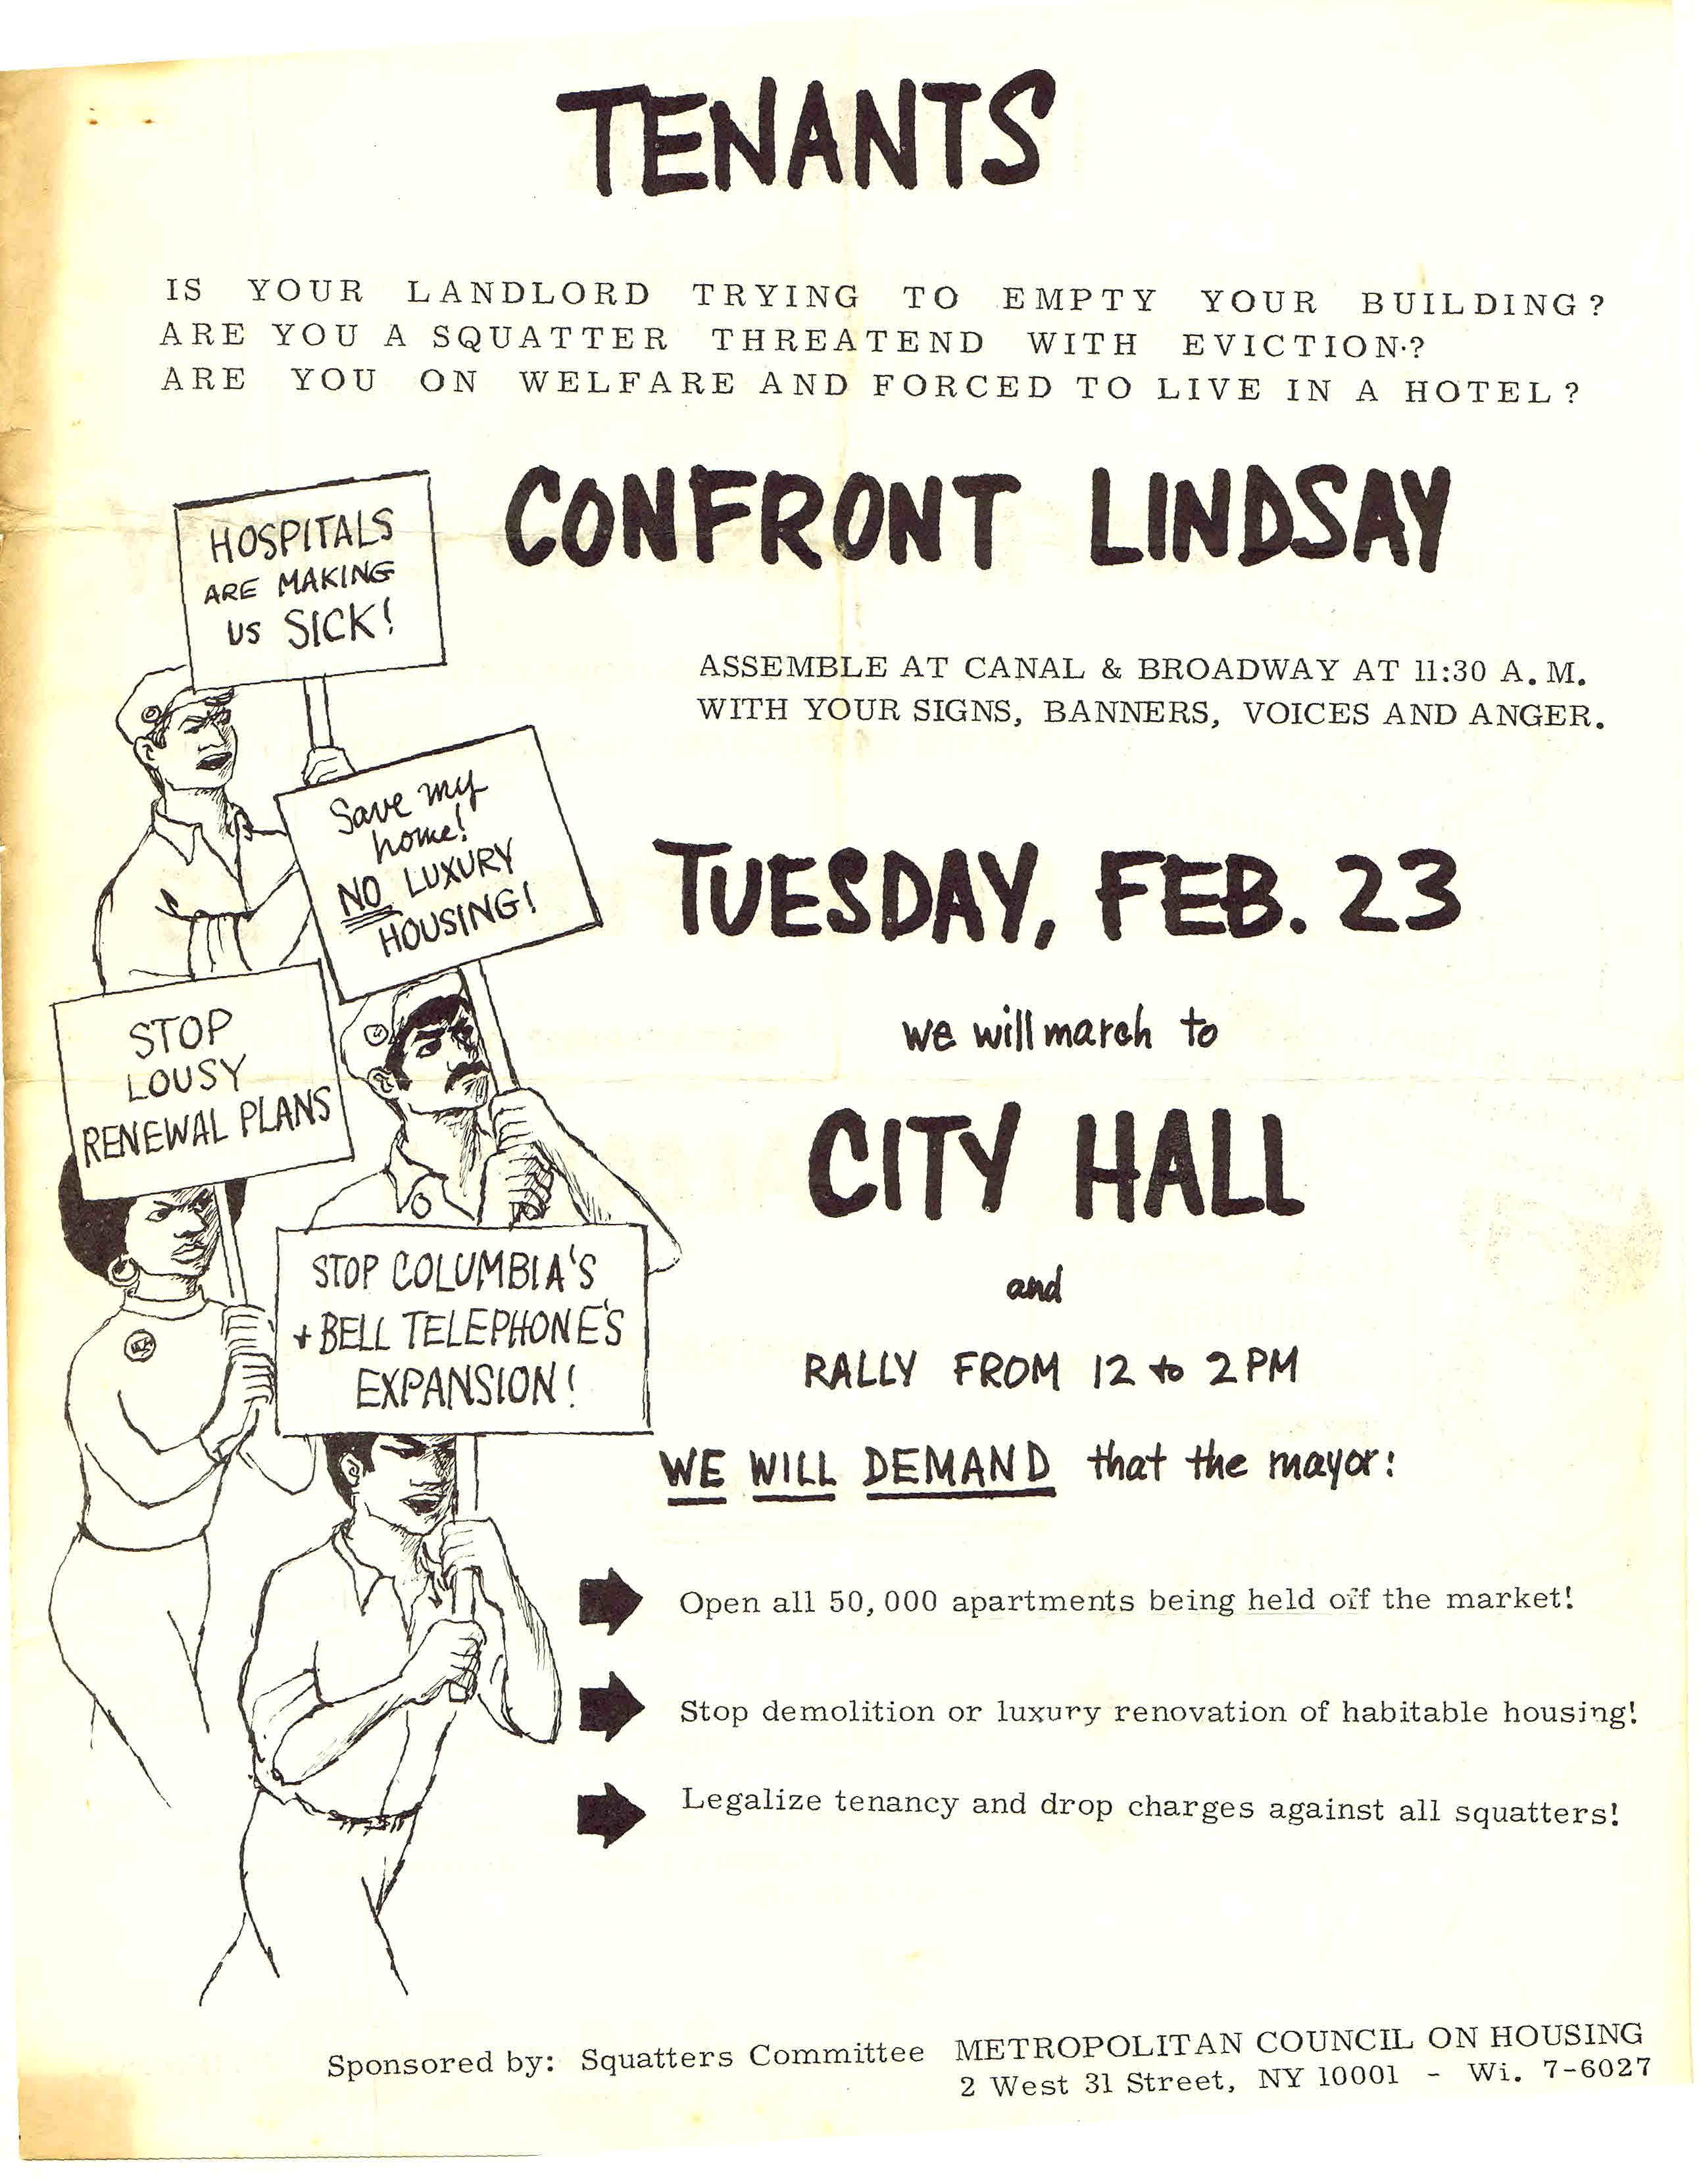 TENANTS
IS YOUR LANDLORD TRYING TO EMPTY YOUR BUILDING?
ARE YOU A SQUATTER THREATEND WITH EVICTION?
ARE YOU ON WELFARE AND FORCED TO LIVE IN A HOTEL?
CONFRONT LINDSAY
HOSPITALS
ARE MAKING
US SICK!
ASSEMBLE AT CANAL & BROADWAY AT 11:30 A.M.
WITH YOUR SIGNS, BANNERS, VOICES AND ANGER.
Save my
home!
NO LUXURY
HOUSING!
TUESDAY, FEB. 23
we will march to
STOP
LOUSY
RENEWAL PLANS
CITY HALL
and
STOP COLUMBIA'S
+ BELL TELEPHONE'S
EXPANSION!
RALLY FROM 12 to 2 PM
WE WILL DEMAND that the mayor:
Open all 50,000 apartments being held off the market!
Stop demolition or luxury renovation of habitable housing!
Legalize tenancy and drop charges against all squatters!
Sponsored by: Squatters Committee METROPOLITAN COUNCIL ON HOUSING
2 West 31 Street, NY 10001 - Wi. 7-6027